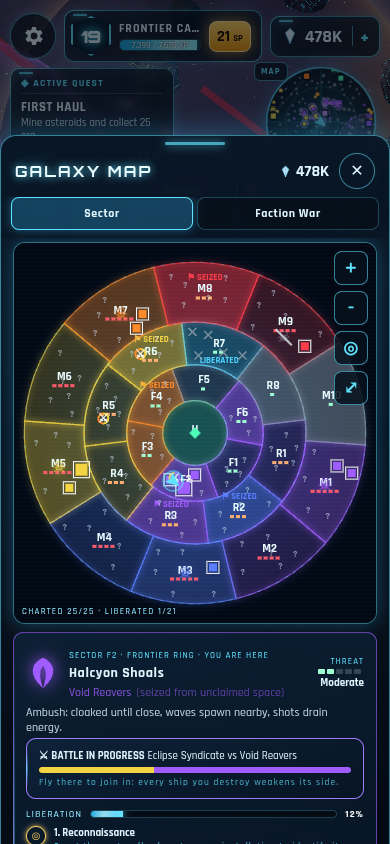 19
FRONTIER CA…
21 SP
478K
+
ACTIVE QUEST
FIRST HAUL
Mine asteroids and collect 25
MAP
GALAXY MAP
478K
✕
Sector
Faction War
SEIZED
M8
M7
M9
SEIZED
R6
R7
LIBERATED
M6
F5
R8
SEIZED
F4
R5
F6
H
M5
R4
F3
F1
R1
M1
F2
SEIZED
R3
SEIZED
R2
M4
M3
M2
+
-
CHARTED 25/25 · LIBERATED 1/21
SECTOR F2 · FRONTIER RING · YOU ARE HERE
Halcyon Shoals
Void Reavers (seized from unclaimed space)
THREAT
Moderate
Ambush: cloaked until close, waves spawn nearby, shots drain
energy.
⚔ BATTLE IN PROGRESS Eclipse Syndicate vs Void Reavers
Fly there to join in: every ship you destroy weakens its side.
LIBERATION
12%
1. Reconnaissance